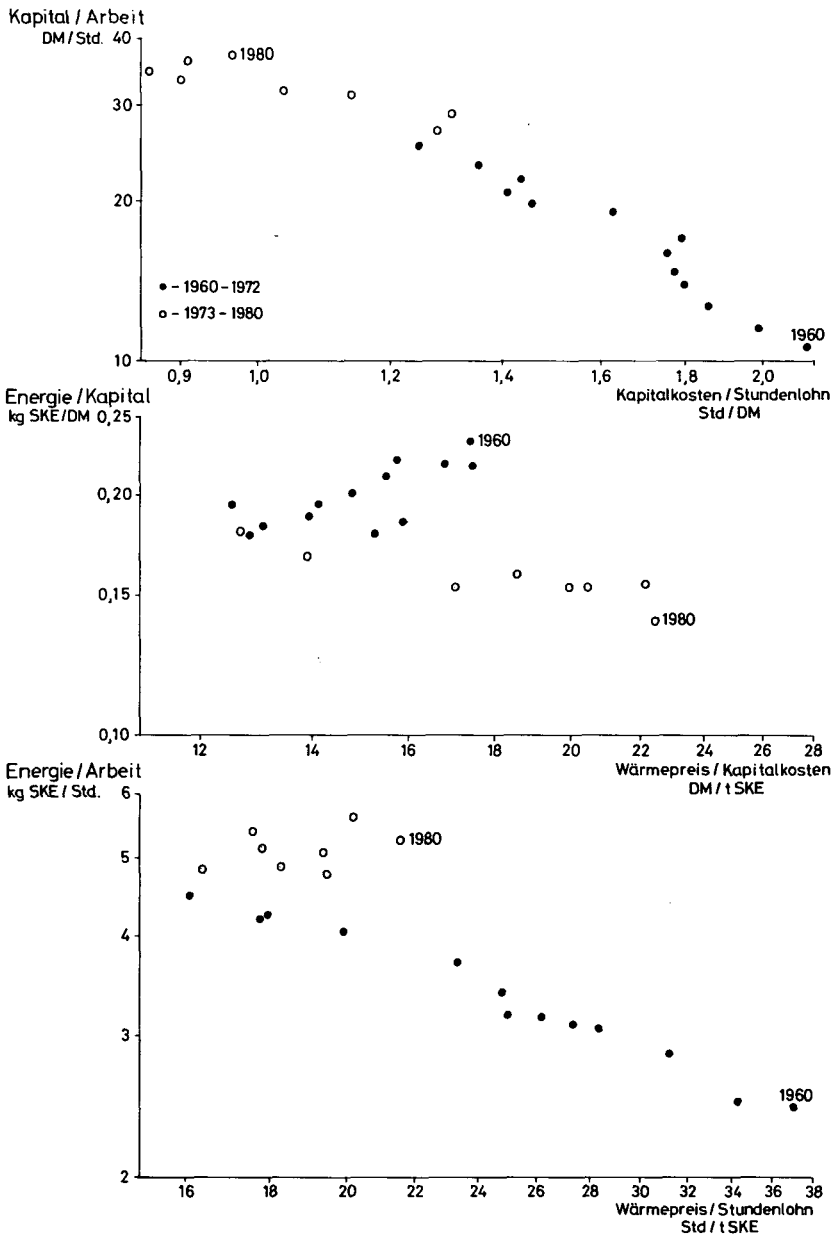 Kapital / Arbeit
DM / Std. 40
1980
30
20
● - 1960 - 1972
○ - 1973 - 1980
1960
10
0,9 1,0 1,2 1,4 1,6 1,8 2,0
Kapitalkosten / Stundenlohn
Std / DM
Energie / Kapital
kg SKE/DM 0,25
1960
0,20
0,15
1980
0,10
12 14 16 18 20 22 24 26 28
Wärmepreis / Kapitalkosten
DM / t SKE
Energie / Arbeit
kg SKE / Std. 6
1980
5
4
3
1960
2
16 18 20 22 24 26 28 30 32 34 36 38
Wärmepreis / Stundenlohn
Std / t SKE